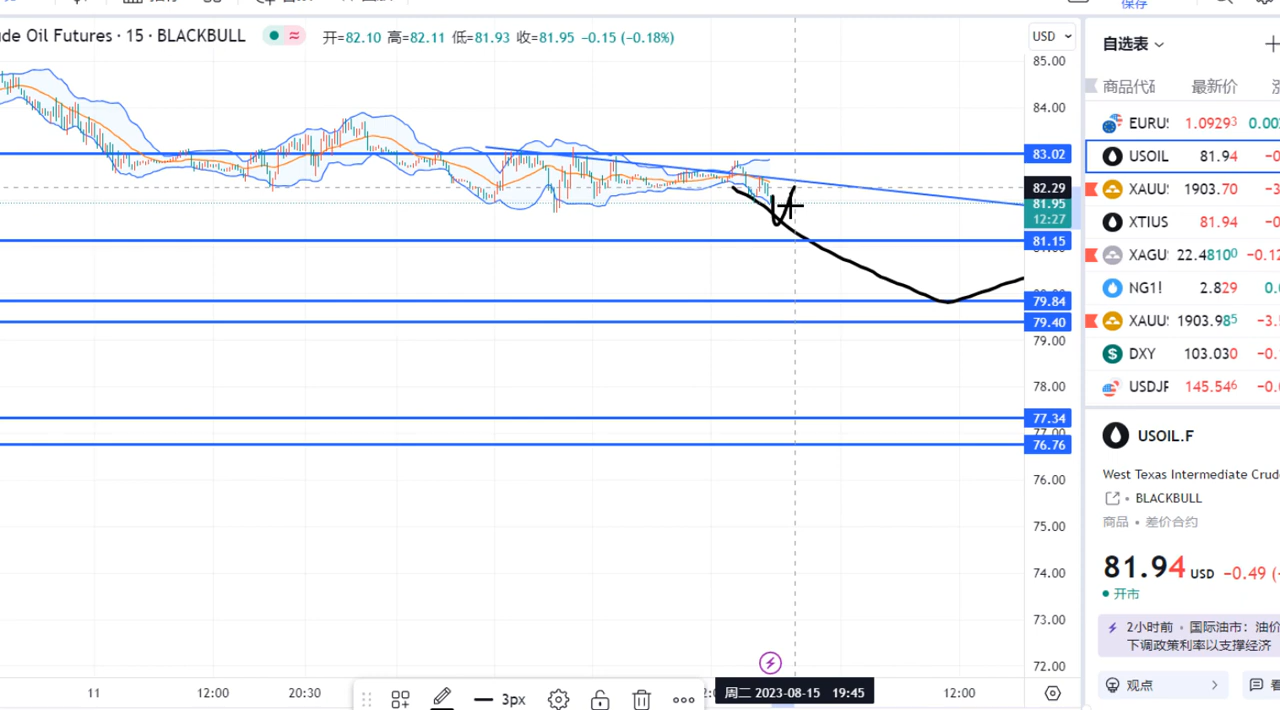 保存
de Oil Futures · 15 · BLACKBULL
开=82.10 高=82.11 低=81.93 收=81.95 −0.15 (−0.18%)
USD
85.00
84.00
83.02
82.29
81.95
12:27
81.15
79.84
79.40
79.00
78.00
77.34
77.00
76.76
76.00
75.00
74.00
73.00
72.00
11
12:00
20:30
3px
周二 2023-08-15 19:45
12:00
自选表
商品代码 最新价
EURU 1.09293 0.00
USOIL 81.94 −0
XAUU 1903.70 −3
XTIUS 81.94 −0
XAGU 22.48100 −0.12
NG1! 2.829 0.0
XAUU 1903.985 −3.
DXY 103.030 −0.
USDJP 145.546 −0.
USOIL.F
West Texas Intermediate Crud
BLACKBULL
商品 • 差价合约
81.94 USD −0.49 (
开市
2小时前 · 国际油市：油价
下调政策利率以支撑经济
观点